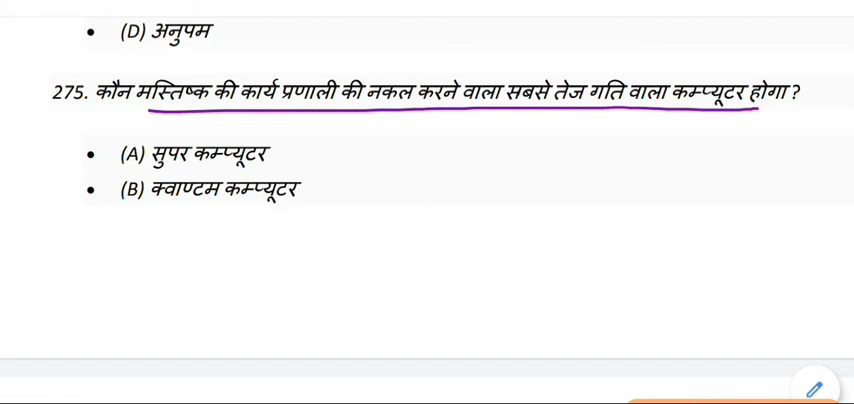 • (D) अनुपम
275. कौन मस्तिष्क की कार्य प्रणाली की नकल करने वाला सबसे तेज गति वाला कम्प्यूटर होगा ?
• (A) सुपर कम्प्यूटर
• (B) क्वाण्टम कम्प्यूटर